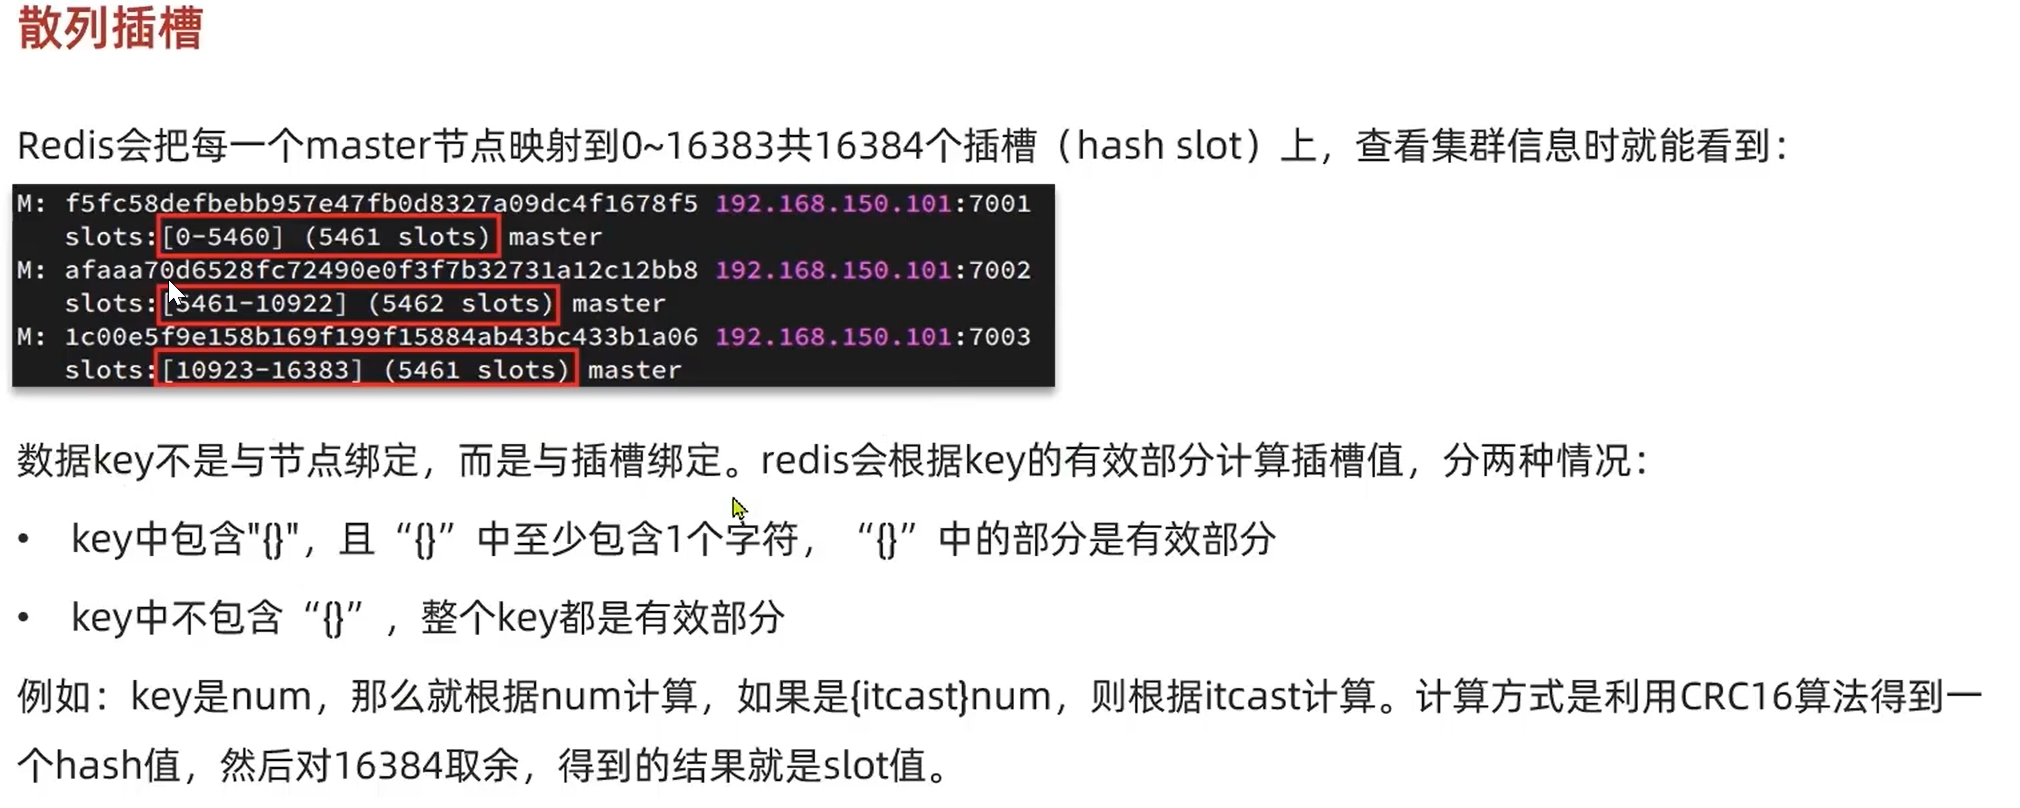 散列插槽
Redis会把每一个master节点映射到0~16383共16384个插槽（hash slot）上，查看集群信息时就能看到：
M: f5fc58defbebb957e47fb0d8327a09dc4f1678f5 192.168.150.101:7001
slots:[0-5460] (5461 slots) master
M: afaaa70d6528fc72490e0f3f7b32731a12c12bb8 192.168.150.101:7002
slots:[5461-10922] (5462 slots) master
M: 1c00e5f9e158b169f199f15884ab43bc433b1a06 192.168.150.101:7003
slots:[10923-16383] (5461 slots) master
数据key不是与节点绑定，而是与插槽绑定。redis会根据key的有效部分计算插槽值，分两种情况：
• key中包含"{}"，且“{}”中至少包含1个字符，“{}”中的部分是有效部分
• key中不包含“{}”，整个key都是有效部分
例如：key是num，那么就根据num计算，如果是{itcast}num，则根据itcast计算。计算方式是利用CRC16算法得到一
个hash值，然后对16384取余，得到的结果就是slot值。